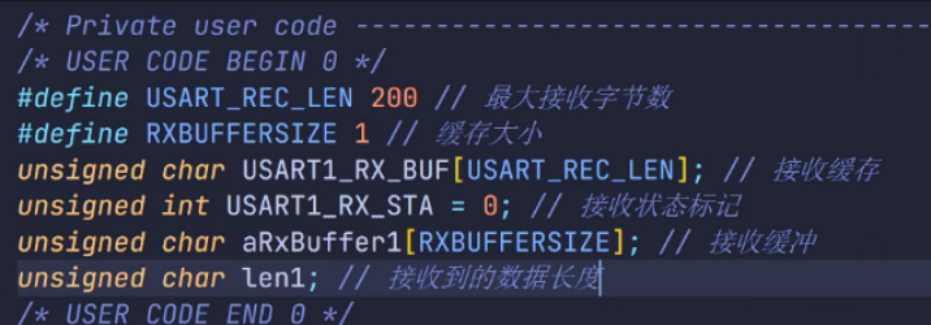 /* Private user code -------------------------------------
/* USER CODE BEGIN 0 */
#define USART_REC_LEN 200 // 最大接收字节数
#define RXBUFFERSIZE 1 // 缓存大小
unsigned char USART1_RX_BUF[USART_REC_LEN]; // 接收缓存
unsigned int USART1_RX_STA = 0; // 接收状态标记
unsigned char aRxBuffer1[RXBUFFERSIZE]; // 接收缓冲
unsigned char len1; // 接收到的数据长度
/* USER CODE END 0 */